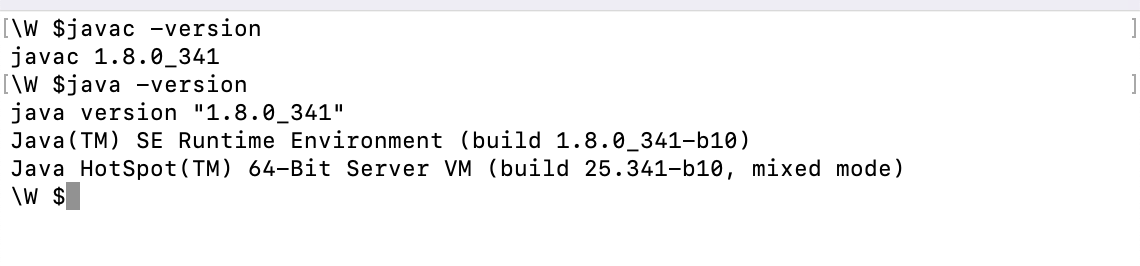 [\W $javac -version ]
javac 1.8.0_341
[\W $java -version ]
java version "1.8.0_341"
Java(TM) SE Runtime Environment (build 1.8.0_341-b10)
Java HotSpot(TM) 64-Bit Server VM (build 25.341-b10, mixed mode)
\W $